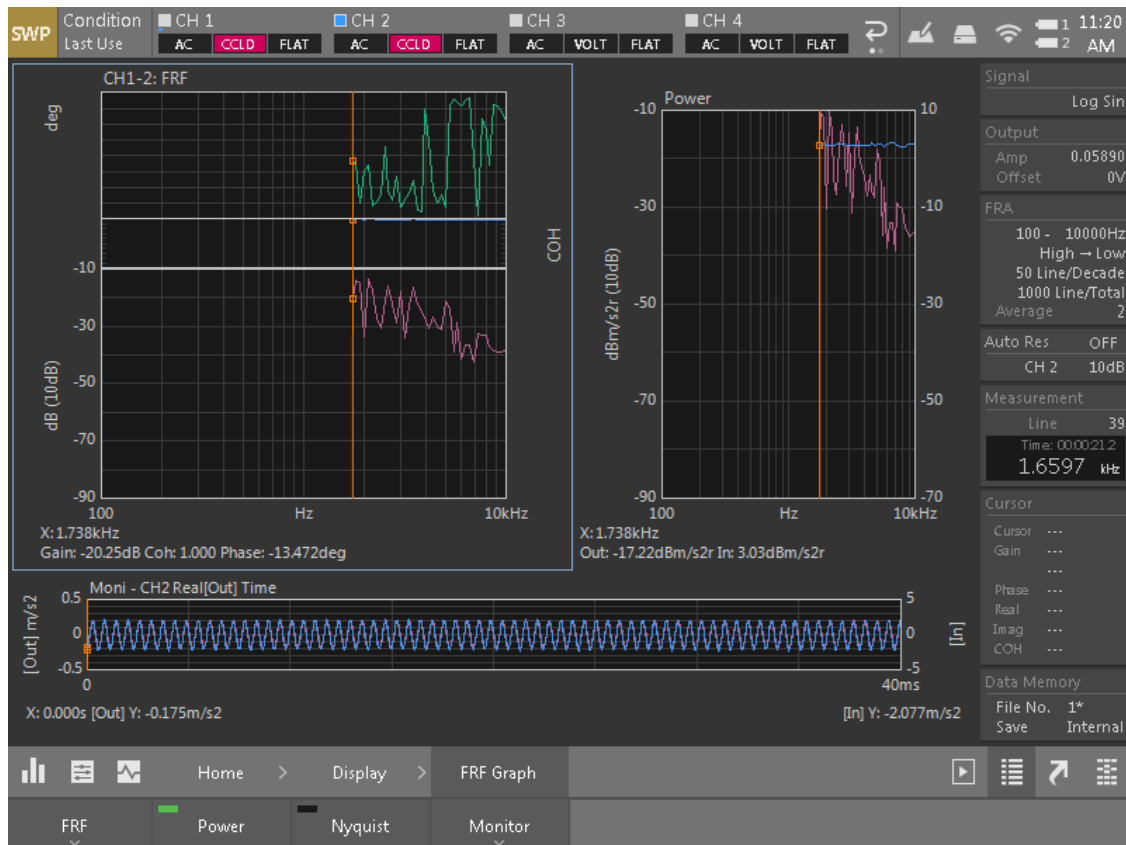 SWP Condition Last Use
CH 1 CH 2 CH 3 CH 4
AC CCLD FLAT AC CCLD FLAT AC VOLT FLAT AC VOLT FLAT
1 2 11:20 AM
CH1-2: FRF
deg
COH
-10
-30
-50
-70
-90
dB (10dB)
100 Hz 10kHz
X:1.738kHz
Gain: -20.25dB Coh: 1.000 Phase: -13.472deg
Power
-10 10
-30 -10
-50 -30
-70 -50
-90 -70
dBm/s2r (10dB)
100 Hz 10kHz
X:1.738kHz
Out: -17.22dBm/s2r In: 3.03dBm/s2r
Moni - CH2 Real[Out] Time
[Out] m/s2
0.5 5
0 0
-0.5 -5
[In]
0 40ms
X: 0.000s [Out] Y: -0.175m/s2 [In] Y: -2.077m/s2
Signal
Log Sin
Output
Amp 0.05890
Offset 0V
FRA
100 - 10000Hz
High → Low
50 Line/Decade
1000 Line/Total
Average 2
Auto Res OFF
CH 2 10dB
Measurement
Line 39
Time: 00:00:21.2
1.6597 kHz
Cursor
Cursor ---
Gain ---
---
Phase ---
Real ---
Imag ---
COH ---
Data Memory
File No. 1*
Save Internal
Home > Display > FRF Graph
FRF Power Nyquist Monitor